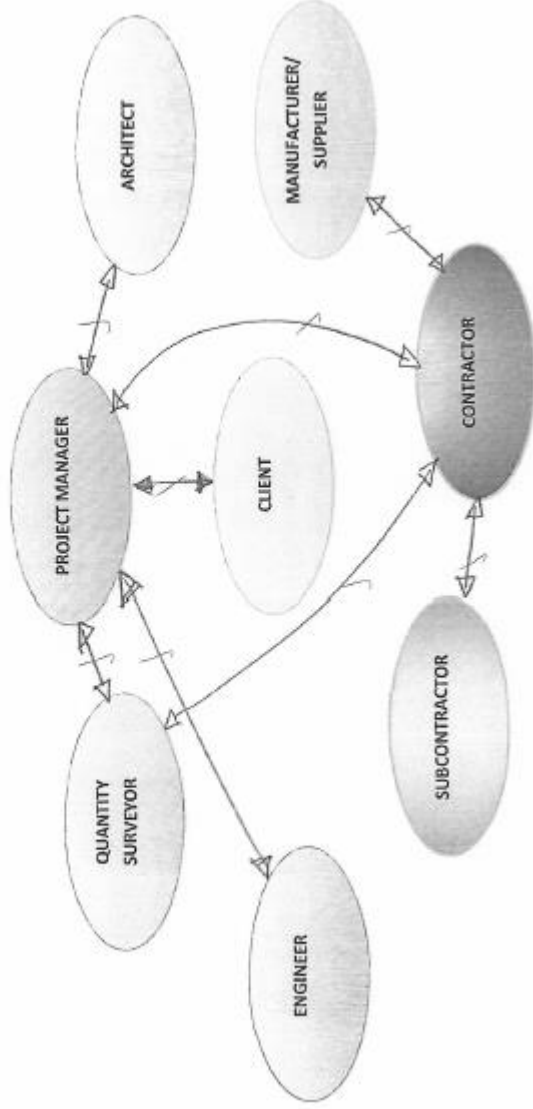 PROJECT MANAGER
ARCHITECT
QUANTITY
SURVEYOR
CLIENT
MANUFACTURER/
SUPPLIER
ENGINEER
CONTRACTOR
SUBCONTRACTOR